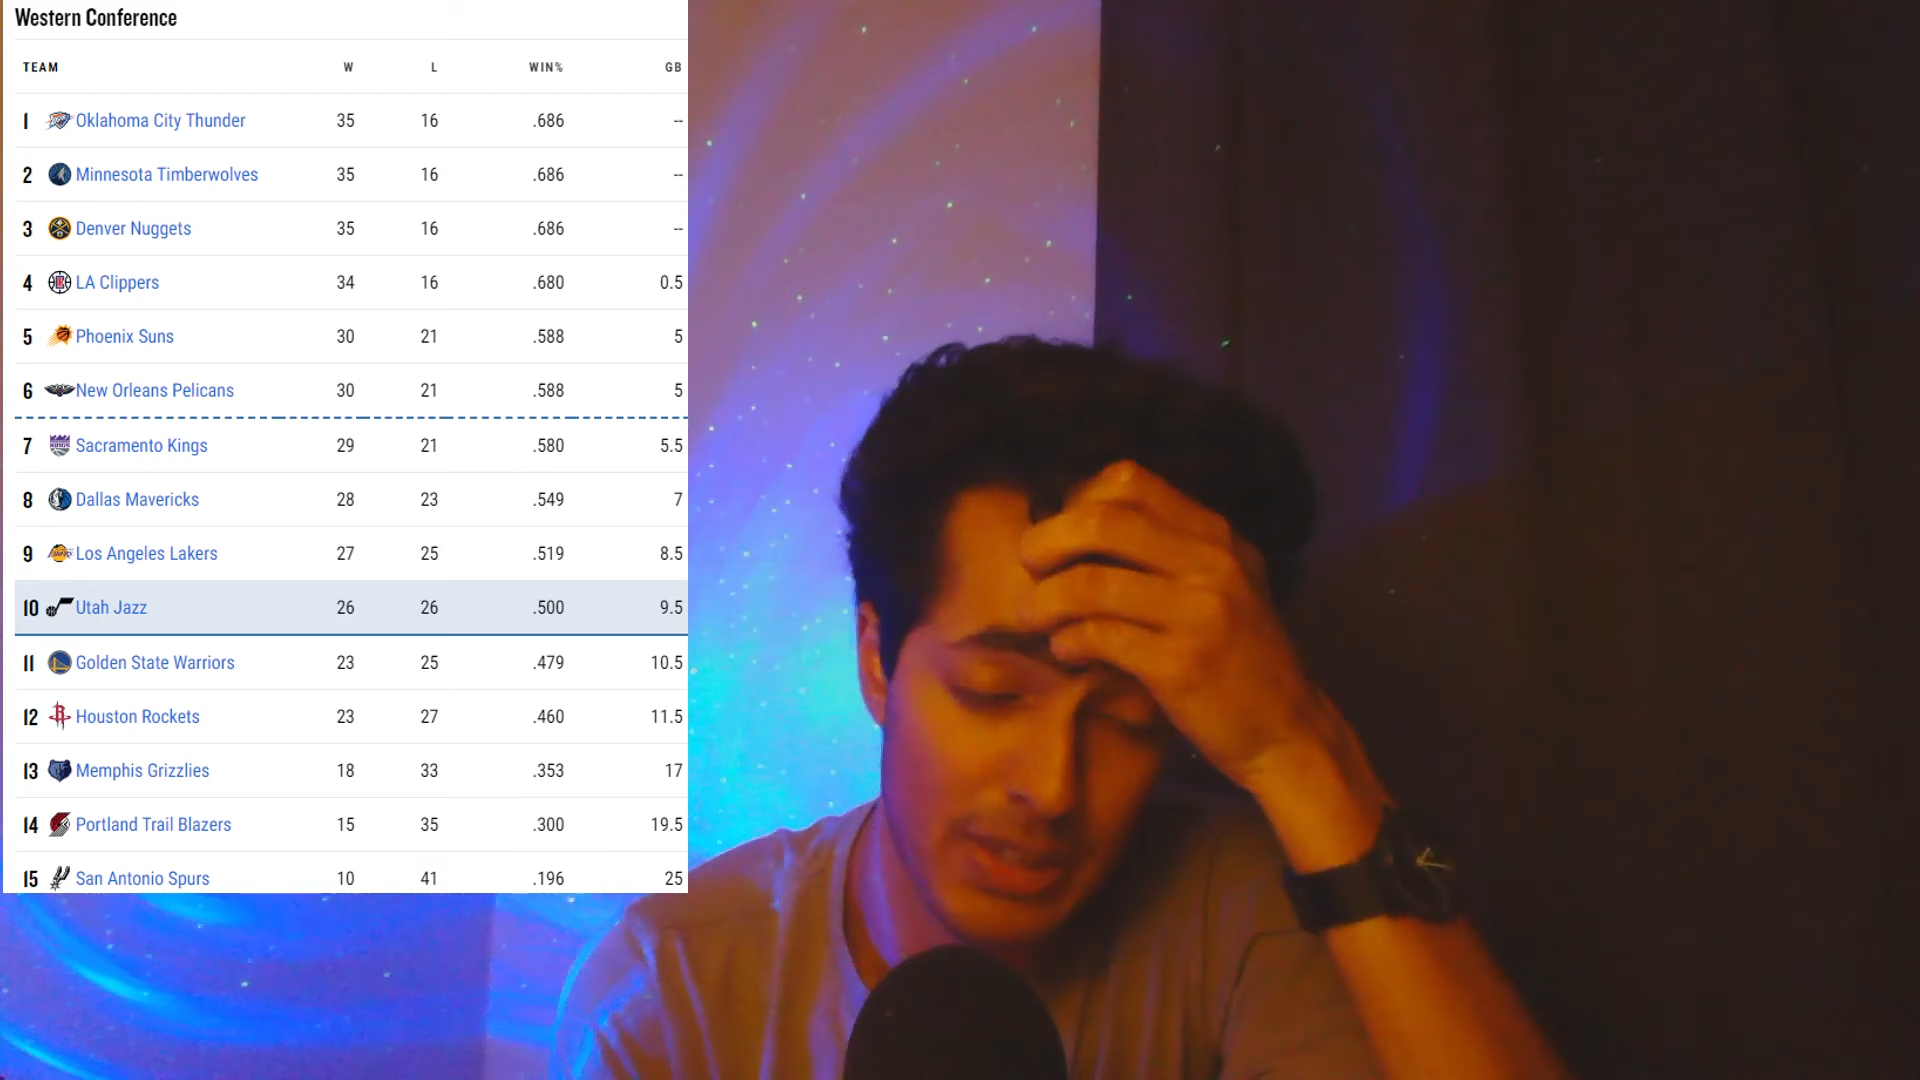 Western Conference
TEAM W L WIN% GB
1 Oklahoma City Thunder 35 16 .686 --
2 Minnesota Timberwolves 35 16 .686 --
3 Denver Nuggets 35 16 .686 --
4 LA Clippers 34 16 .680 0.5
5 Phoenix Suns 30 21 .588 5
6 New Orleans Pelicans 30 21 .588 5
7 Sacramento Kings 29 21 .580 5.5
8 Dallas Mavericks 28 23 .549 7
9 Los Angeles Lakers 27 25 .519 8.5
10 Utah Jazz 26 26 .500 9.5
11 Golden State Warriors 23 25 .479 10.5
12 Houston Rockets 23 27 .460 11.5
13 Memphis Grizzlies 18 33 .353 17
14 Portland Trail Blazers 15 35 .300 19.5
15 San Antonio Spurs 10 41 .196 25